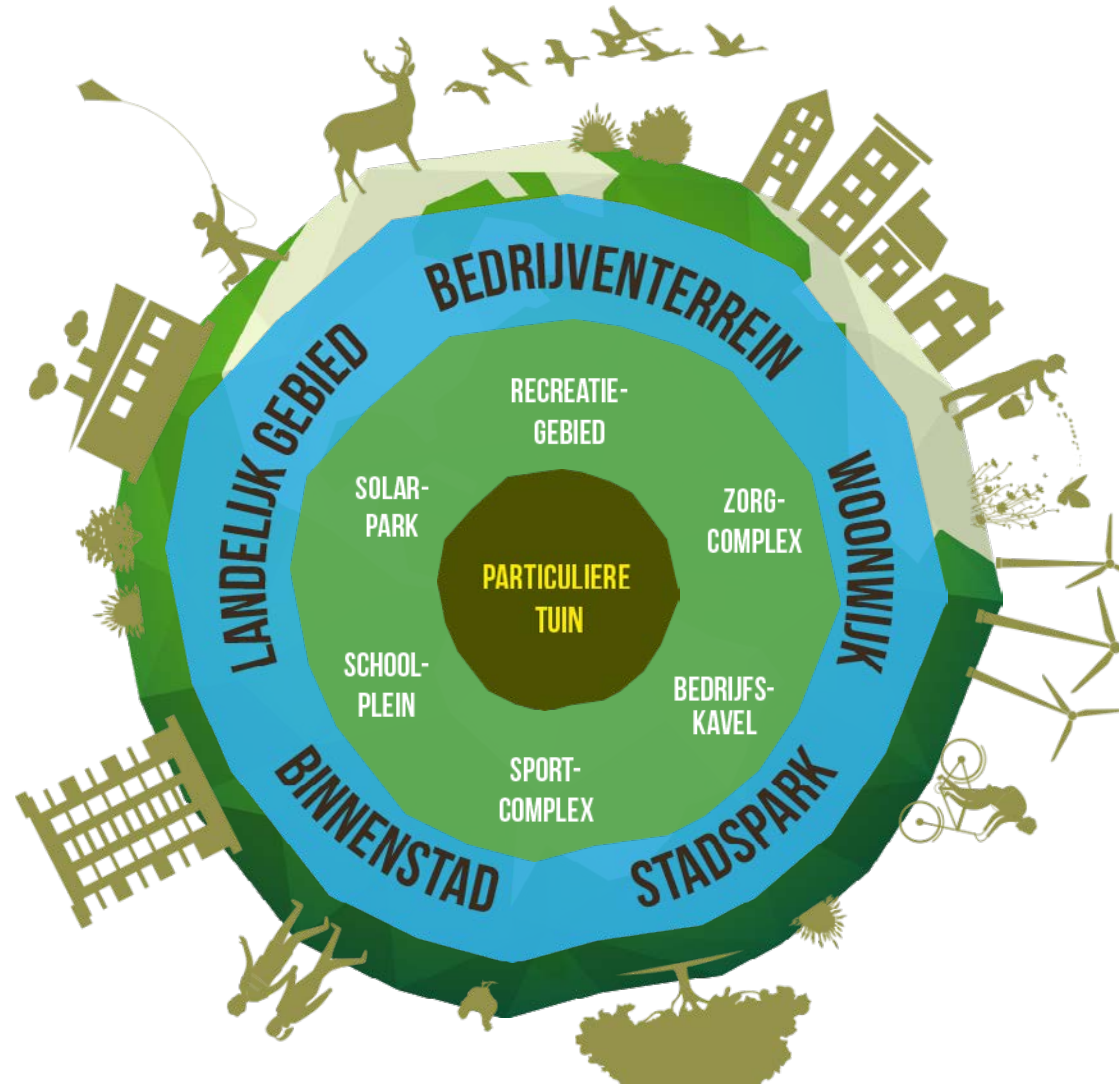 BEDRIJVENTERREIN
LANDELIJK GEBIED
WOONWIJK
BINNENSTAD
STADSPARK
RECREATIE-
GEBIED
SOLAR-
PARK
ZORG-
COMPLEX
PARTICULIERE
TUIN
SCHOOL-
PLEIN
BEDRIJFS-
KAVEL
SPORT-
COMPLEX